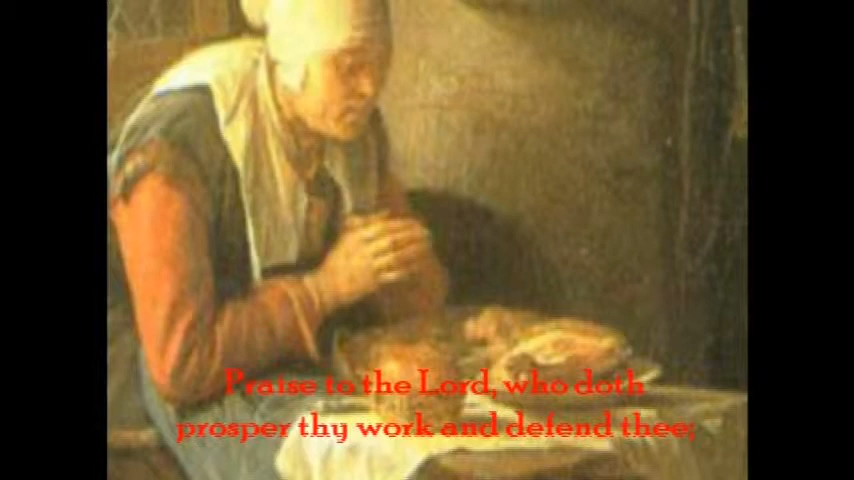 Praise to the Lord, who doth
prosper thy work and defend thee;